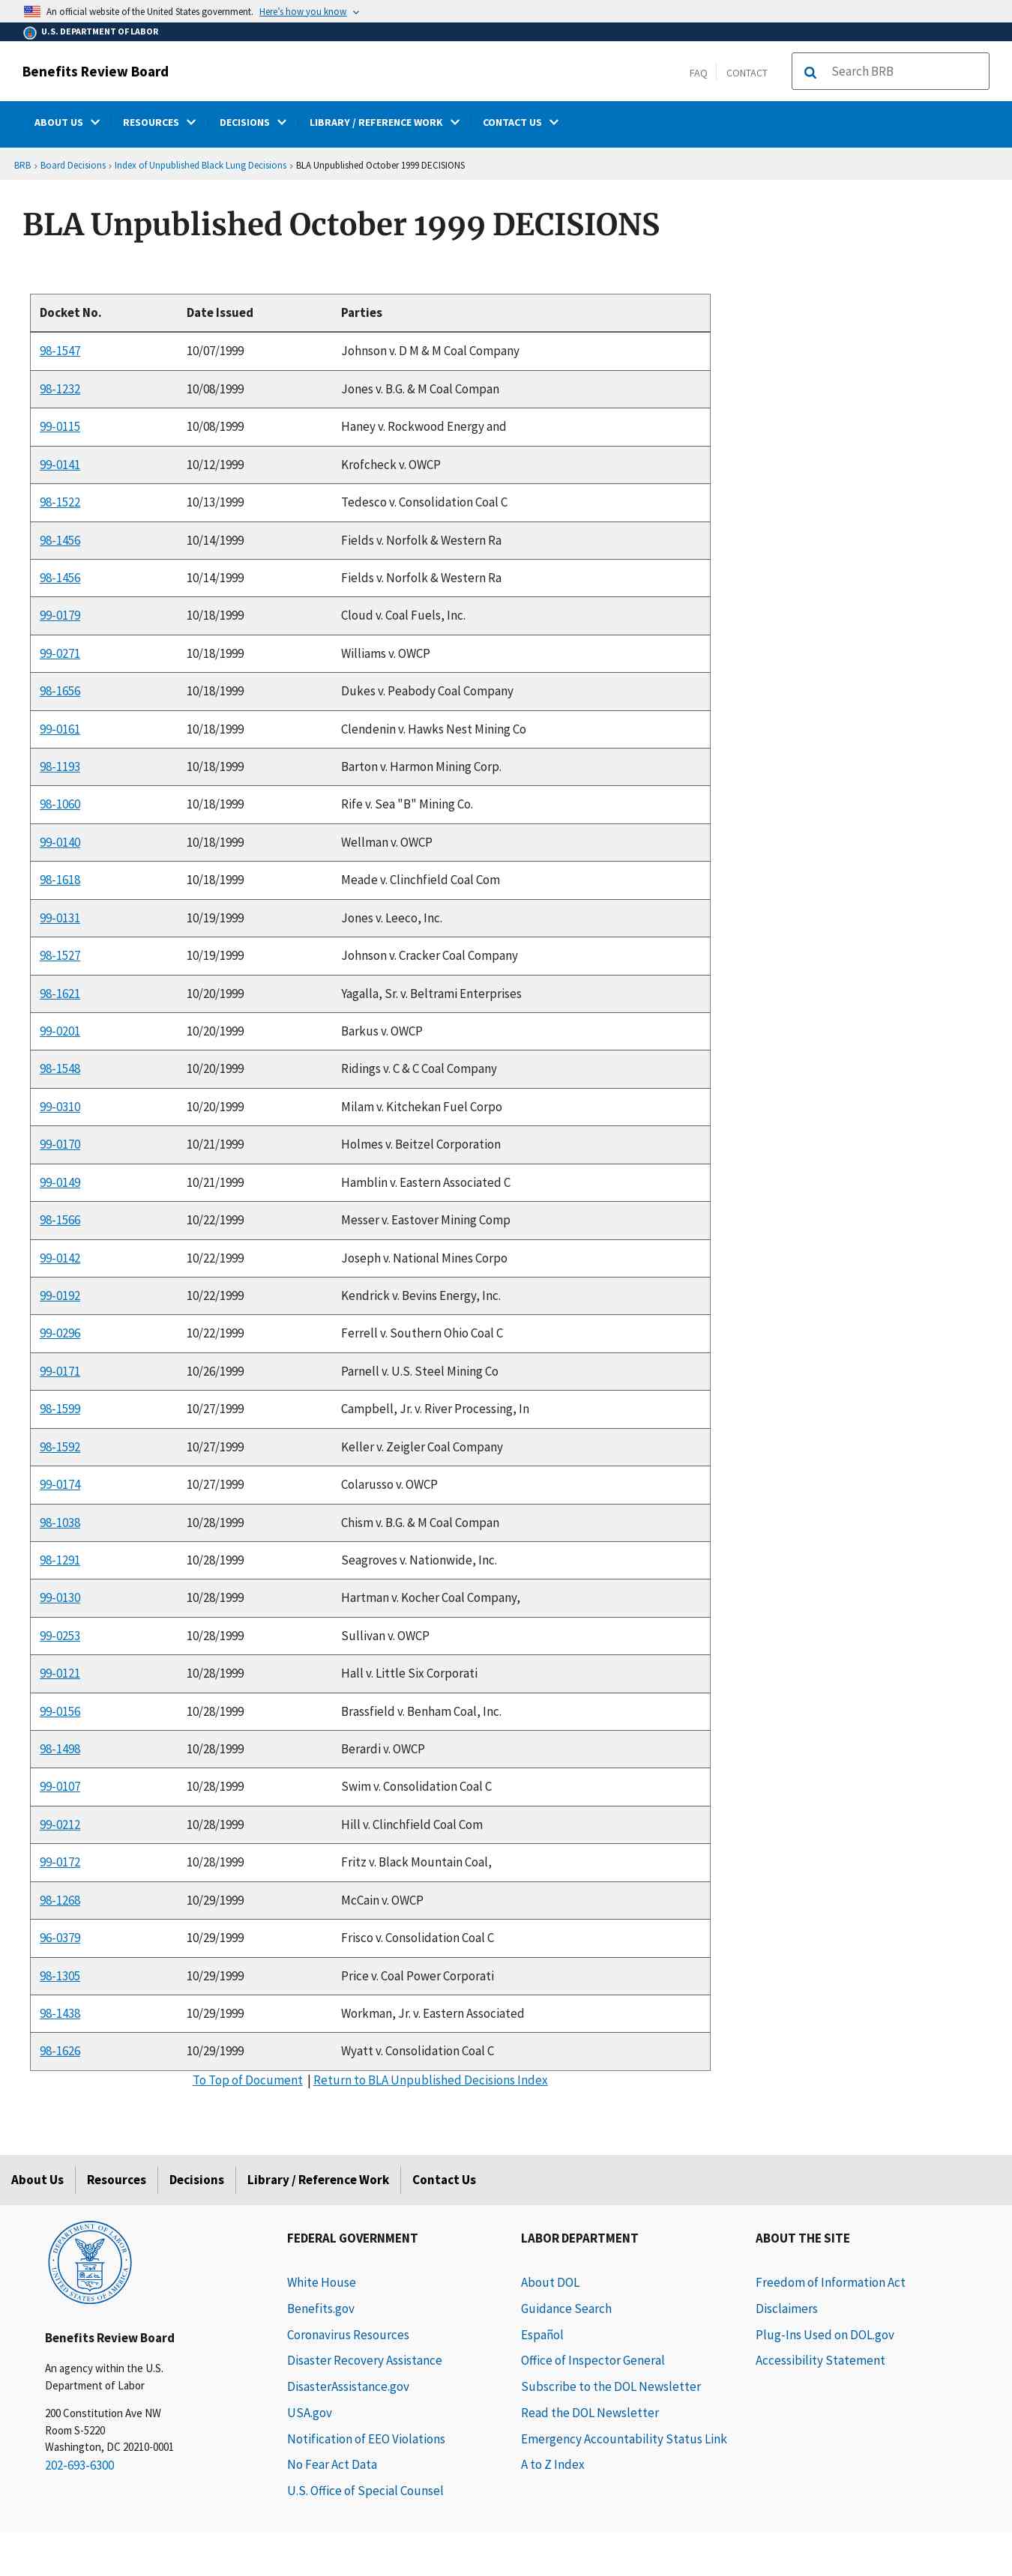 An official website of the United States government. Here's how you know
U.S. DEPARTMENT OF LABOR
Benefits Review Board
FAQ CONTACT Search BRB
ABOUT US RESOURCES DECISIONS LIBRARY / REFERENCE WORK CONTACT US
BRB › Board Decisions › Index of Unpublished Black Lung Decisions › BLA Unpublished October 1999 DECISIONS
BLA Unpublished October 1999 DECISIONS
Docket No. Date Issued Parties
98-1547 10/07/1999 Johnson v. D M & M Coal Company
98-1232 10/08/1999 Jones v. B.G. & M Coal Compan
99-0115 10/08/1999 Haney v. Rockwood Energy and
99-0141 10/12/1999 Krofcheck v. OWCP
98-1522 10/13/1999 Tedesco v. Consolidation Coal C
98-1456 10/14/1999 Fields v. Norfolk & Western Ra
98-1456 10/14/1999 Fields v. Norfolk & Western Ra
99-0179 10/18/1999 Cloud v. Coal Fuels, Inc.
99-0271 10/18/1999 Williams v. OWCP
98-1656 10/18/1999 Dukes v. Peabody Coal Company
99-0161 10/18/1999 Clendenin v. Hawks Nest Mining Co
98-1193 10/18/1999 Barton v. Harmon Mining Corp.
98-1060 10/18/1999 Rife v. Sea "B" Mining Co.
99-0140 10/18/1999 Wellman v. OWCP
98-1618 10/18/1999 Meade v. Clinchfield Coal Com
99-0131 10/19/1999 Jones v. Leeco, Inc.
98-1527 10/19/1999 Johnson v. Cracker Coal Company
98-1621 10/20/1999 Yagalla, Sr. v. Beltrami Enterprises
99-0201 10/20/1999 Barkus v. OWCP
98-1548 10/20/1999 Ridings v. C & C Coal Company
99-0310 10/20/1999 Milam v. Kitchekan Fuel Corpo
99-0170 10/21/1999 Holmes v. Beitzel Corporation
99-0149 10/21/1999 Hamblin v. Eastern Associated C
98-1566 10/22/1999 Messer v. Eastover Mining Comp
99-0142 10/22/1999 Joseph v. National Mines Corpo
99-0192 10/22/1999 Kendrick v. Bevins Energy, Inc.
99-0296 10/22/1999 Ferrell v. Southern Ohio Coal C
99-0171 10/26/1999 Parnell v. U.S. Steel Mining Co
98-1599 10/27/1999 Campbell, Jr. v. River Processing, In
98-1592 10/27/1999 Keller v. Zeigler Coal Company
99-0174 10/27/1999 Colarusso v. OWCP
98-1038 10/28/1999 Chism v. B.G. & M Coal Compan
98-1291 10/28/1999 Seagroves v. Nationwide, Inc.
99-0130 10/28/1999 Hartman v. Kocher Coal Company,
99-0253 10/28/1999 Sullivan v. OWCP
99-0121 10/28/1999 Hall v. Little Six Corporati
99-0156 10/28/1999 Brassfield v. Benham Coal, Inc.
98-1498 10/28/1999 Berardi v. OWCP
99-0107 10/28/1999 Swim v. Consolidation Coal C
99-0212 10/28/1999 Hill v. Clinchfield Coal Com
99-0172 10/28/1999 Fritz v. Black Mountain Coal,
98-1268 10/29/1999 McCain v. OWCP
96-0379 10/29/1999 Frisco v. Consolidation Coal C
98-1305 10/29/1999 Price v. Coal Power Corporati
98-1438 10/29/1999 Workman, Jr. v. Eastern Associated
98-1626 10/29/1999 Wyatt v. Consolidation Coal C
To Top of Document | Return to BLA Unpublished Decisions Index
About Us Resources Decisions Library / Reference Work Contact Us
DEPARTMENT OF LABOR
UNITED STATES OF AMERICA
Benefits Review Board
An agency within the U.S.
Department of Labor
200 Constitution Ave NW
Room S-5220
Washington, DC 20210-0001
202-693-6300
FEDERAL GOVERNMENT
White House
Benefits.gov
Coronavirus Resources
Disaster Recovery Assistance
DisasterAssistance.gov
USA.gov
Notification of EEO Violations
No Fear Act Data
U.S. Office of Special Counsel
LABOR DEPARTMENT
About DOL
Guidance Search
Español
Office of Inspector General
Subscribe to the DOL Newsletter
Read the DOL Newsletter
Emergency Accountability Status Link
A to Z Index
ABOUT THE SITE
Freedom of Information Act
Disclaimers
Plug-Ins Used on DOL.gov
Accessibility Statement